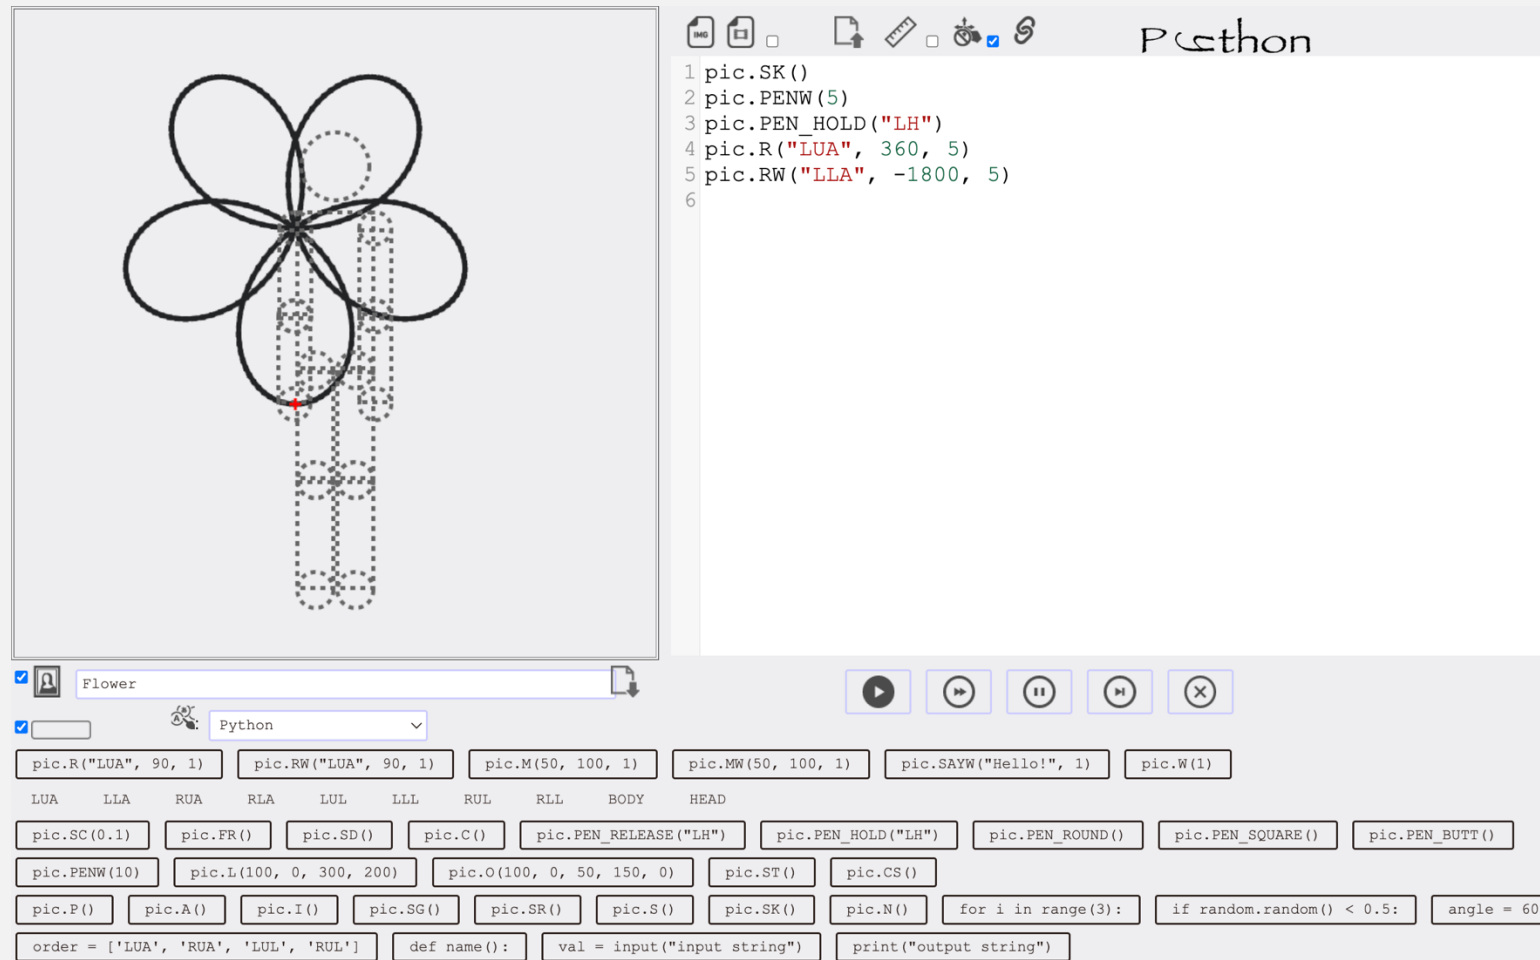 IMG
Python
1 pic.SK()
2 pic.PENW(5)
3 pic.PEN_HOLD("LH")
4 pic.R("LUA", 360, 5)
5 pic.RW("LLA", -1800, 5)
6
Flower
Python
pic.R("LUA", 90, 1) pic.RW("LUA", 90, 1) pic.M(50, 100, 1) pic.MW(50, 100, 1) pic.SAYW("Hello!", 1) pic.W(1)
LUA LLA RUA RLA LUL LLL RUL RLL BODY HEAD
pic.SC(0.1) pic.FR() pic.SD() pic.C() pic.PEN_RELEASE("LH") pic.PEN_HOLD("LH") pic.PEN_ROUND() pic.PEN_SQUARE() pic.PEN_BUTT()
pic.PENW(10) pic.L(100, 0, 300, 200) pic.O(100, 0, 50, 150, 0) pic.ST() pic.CS()
pic.P() pic.A() pic.I() pic.SG() pic.SR() pic.S() pic.SK() pic.N() for i in range(3): if random.random() < 0.5: angle = 60
order = ['LUA', 'RUA', 'LUL', 'RUL'] def name(): val = input("input string") print("output string")